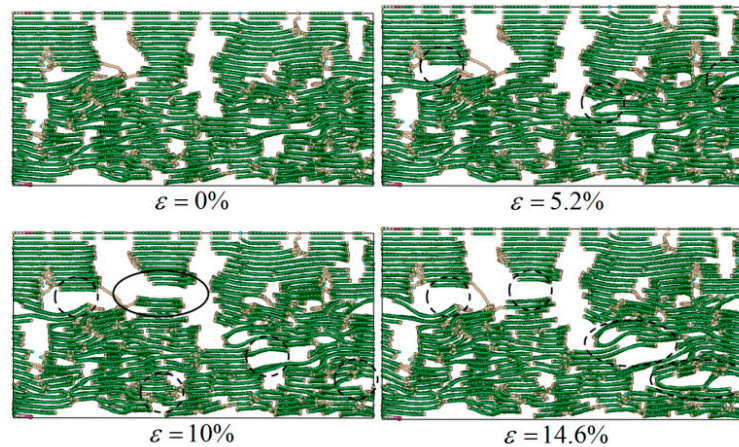 ε = 0%
ε = 5.2%
ε = 10%
ε = 14.6%